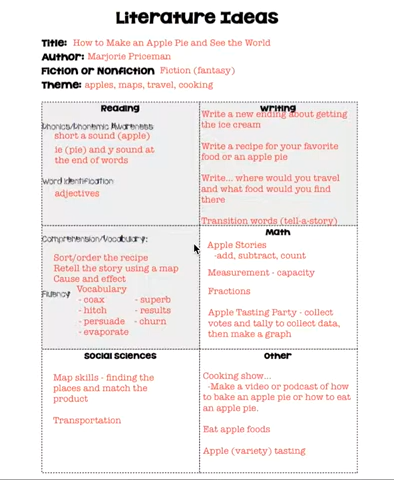 Literature Ideas
Title: How to Make an Apple Pie and See the World
Author: Marjorie Priceman
Fiction or Nonfiction Fiction (fantasy)
Theme: apples, maps, travel, cooking
Reading
Phonics/Phonemic Awareness
short a sound (apple)
ie (pie) and y sound at
the end of words
Word Identification
adjectives
Writing
Write a new ending about getting
the ice cream
Write a recipe for your favorite
food or an apple pie
Write... where would you travel
and what food would you find
there
Transition words (tell-a-story)
Comprehension/Vocabulary:
Sort/order the recipe
Retell the story using a map
Cause and effect
Vocabulary
Fluency
- coax - superb
- hitch - results
- persuade - churn
- evaporate
Math
Apple Stories
-add, subtract, count
Measurement - capacity
Fractions
Apple Tasting Party - collect
votes and tally to collect data,
then make a graph
Social Sciences
Map skills - finding the
places and match the
product
Transportation
Other
Cooking show...
-Make a video or podcast of how
to bake an apple pie or how to eat
an apple pie.
Eat apple foods
Apple (variety) tasting